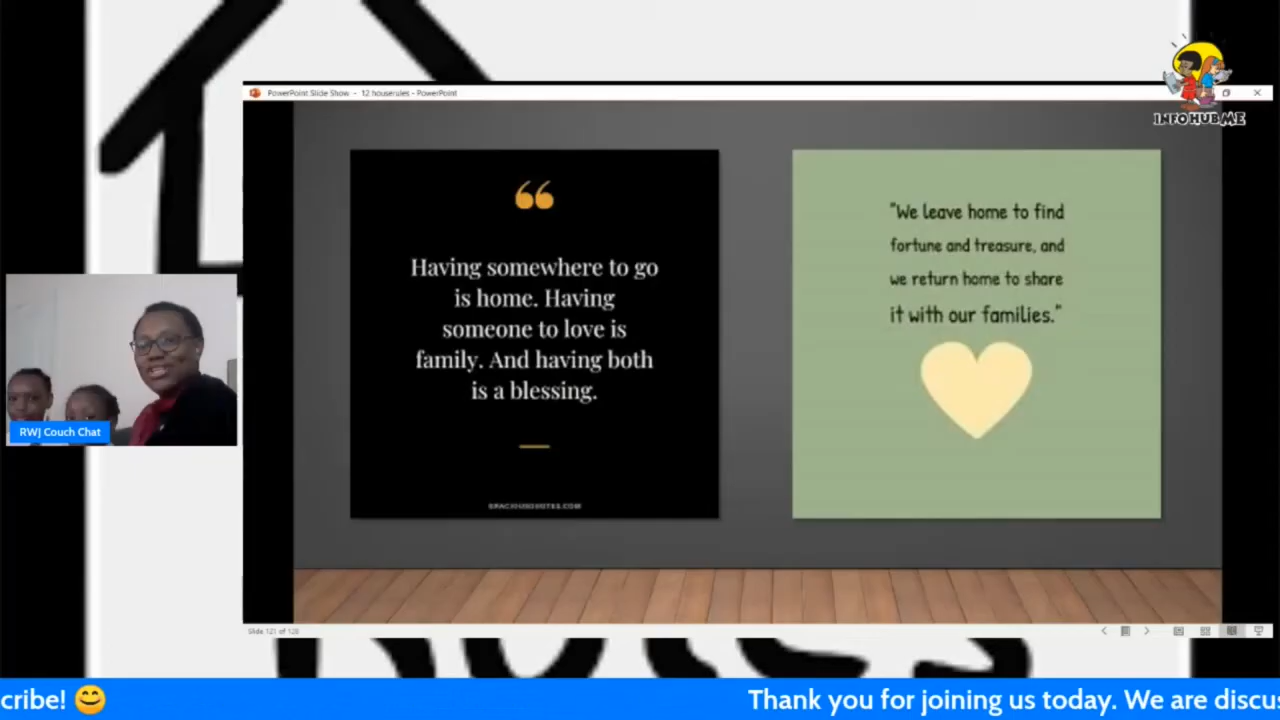 INFO HUB ME
PowerPoint Slide Show - 12 houserules - PowerPoint
Having somewhere to go
is home. Having
someone to love is
family. And having both
is a blessing.
"We leave home to find
fortune and treasure, and
we return home to share
it with our families."
RWJ Couch Chat
cribe! 😊
Thank you for joining us today. We are discus